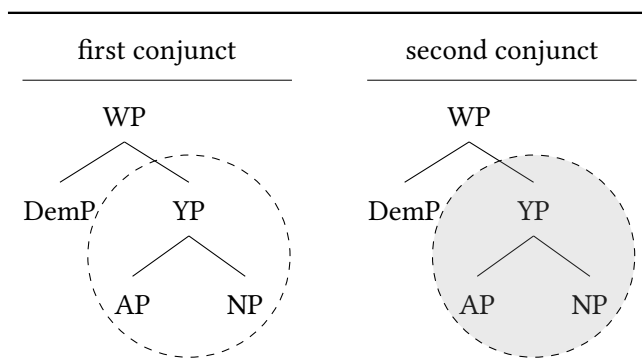 first conjunct second conjunct
WP WP
DemP YP DemP YP
AP NP AP NP